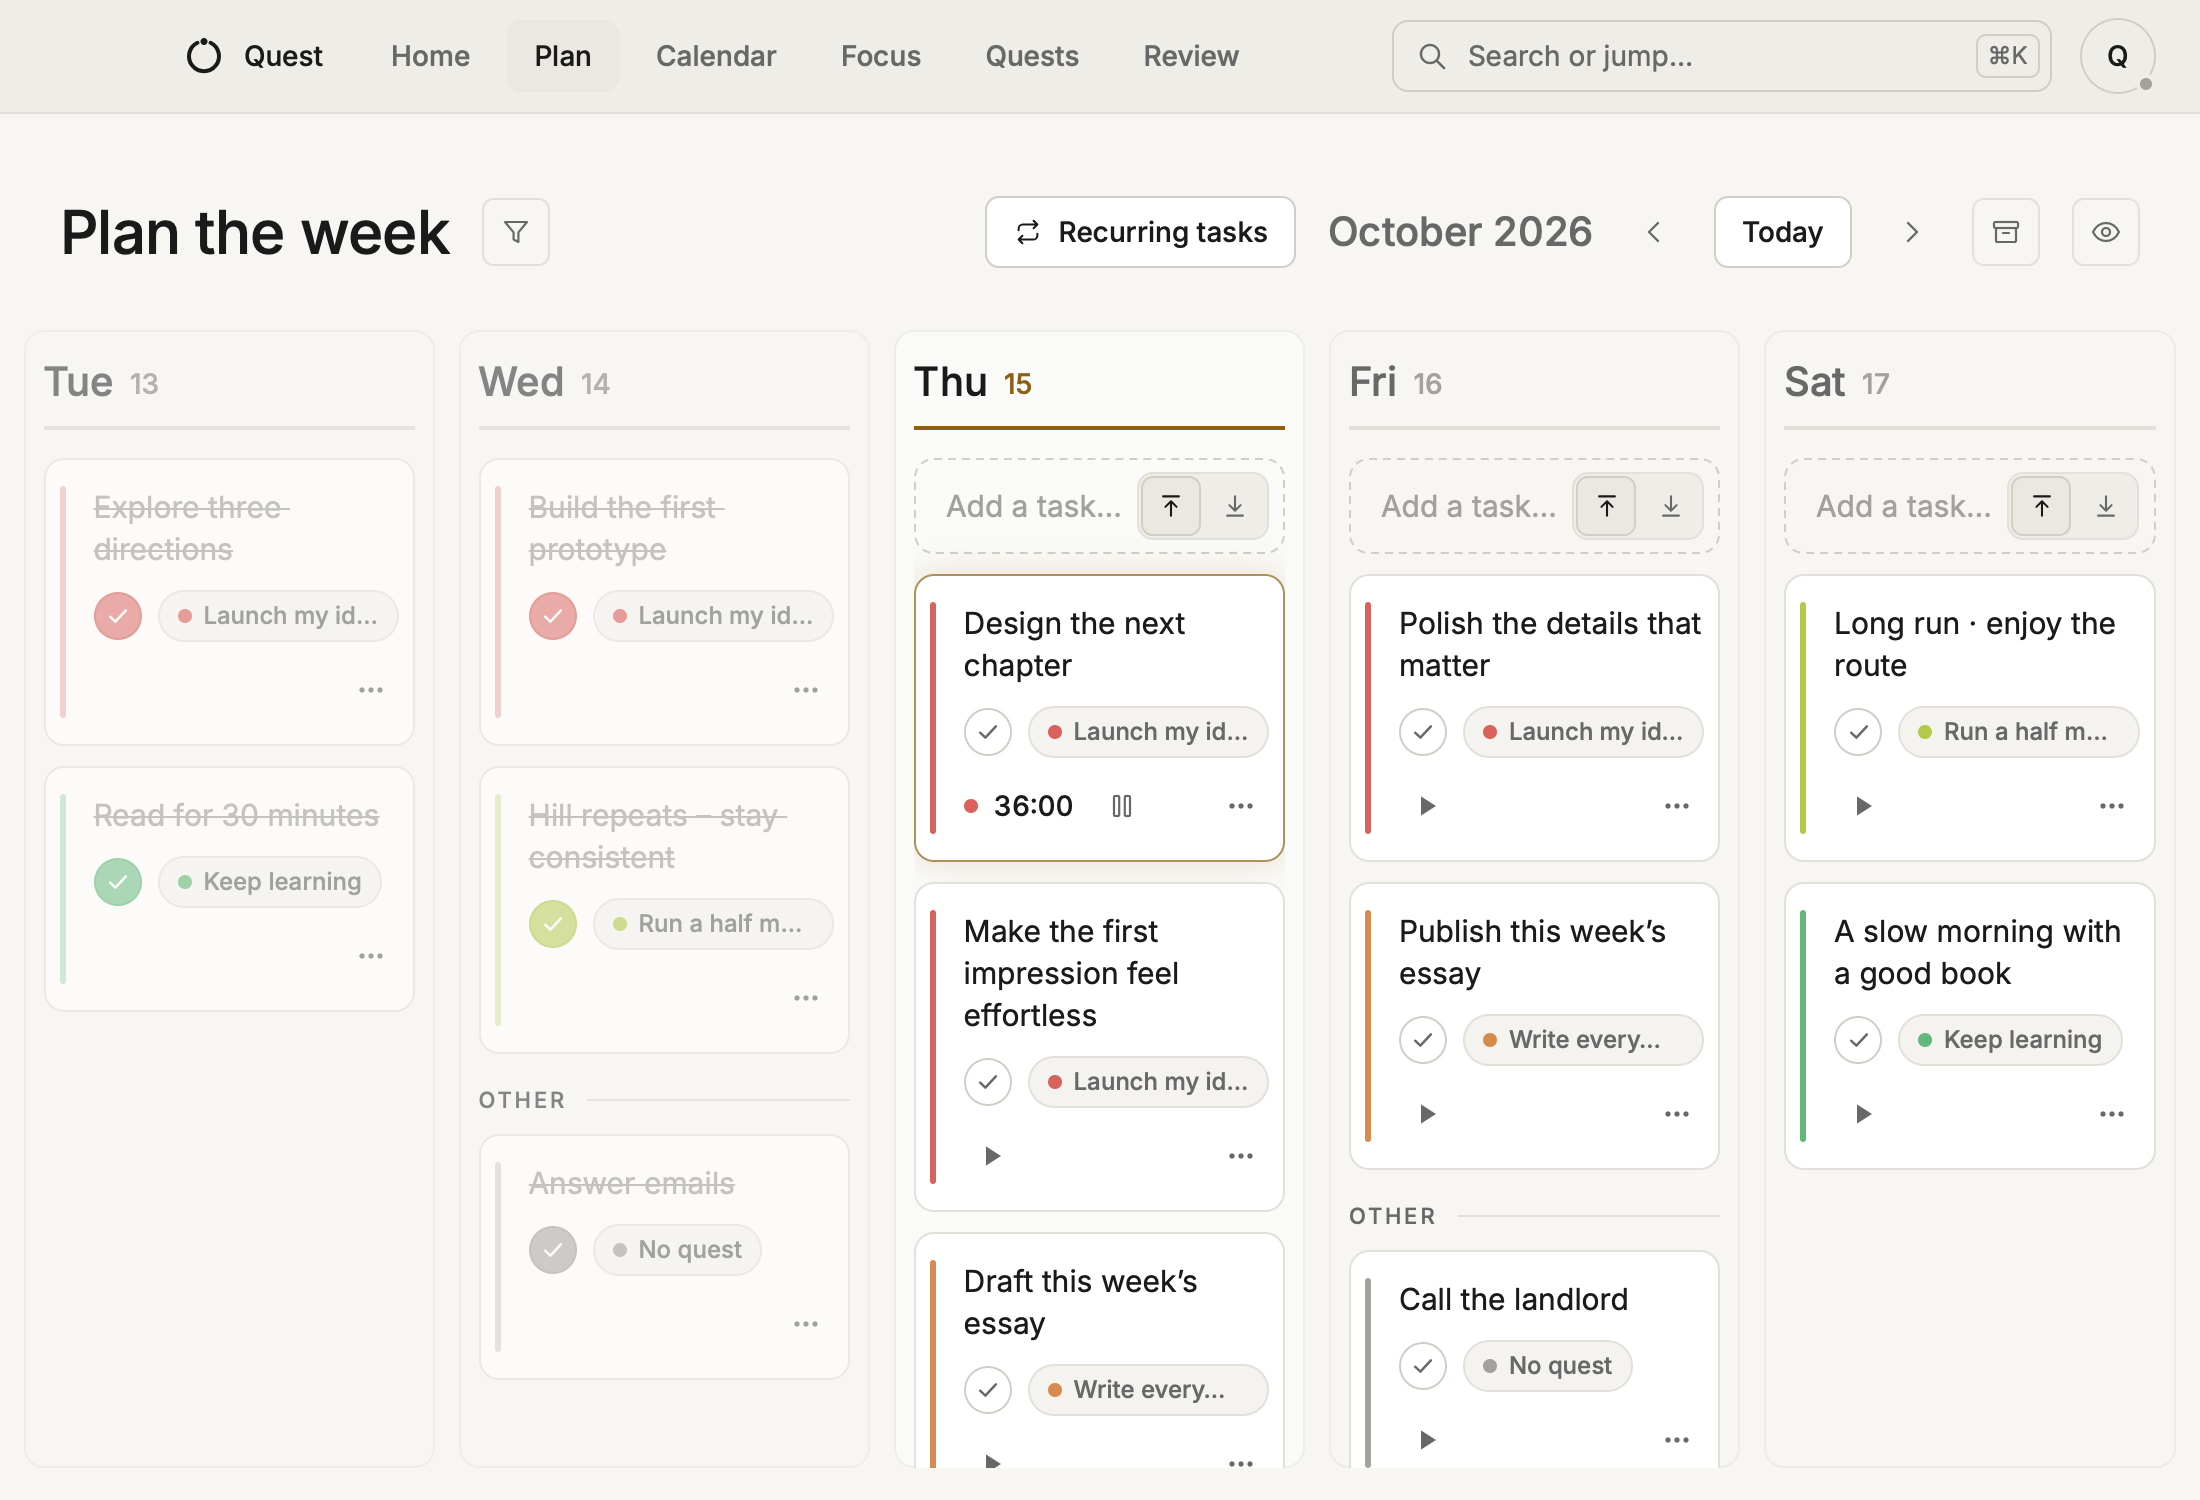 Quest
Home
Plan
Calendar
Focus
Quests
Review
Search or jump...
⌘K
Q
Plan the week
Recurring tasks
October 2026
Today
Tue 13
Explore three
directions
Launch my id...
Read for 30 minutes
Keep learning
Wed 14
Build the first
prototype
Launch my id...
Hill repeats – stay
consistent
Run a half m...
OTHER
Answer emails
No quest
Thu 15
Add a task...
Design the next
chapter
Launch my id...
36:00
Make the first
impression feel
effortless
Launch my id...
Draft this week’s
essay
Write every...
Fri 16
Add a task...
Polish the details that
matter
Launch my id...
Publish this week’s
essay
Write every...
OTHER
Call the landlord
No quest
Sat 17
Add a task...
Long run · enjoy the
route
Run a half m...
A slow morning with
a good book
Keep learning